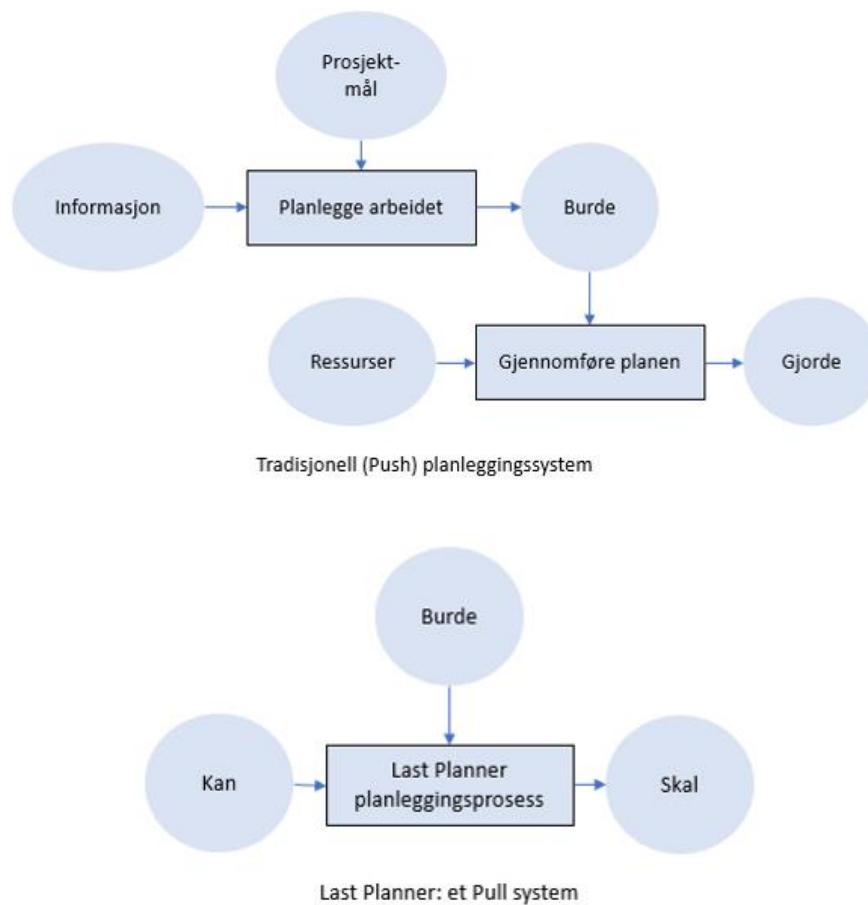 Prosjekt-
mål
Informasjon
Planlegge arbeidet
Burde
Ressurser
Gjennomføre planen
Gjorde
Tradisjonell (Push) planleggingssystem
Burde
Kan
Last Planner
planleggingsprosess
Skal
Last Planner: et Pull system